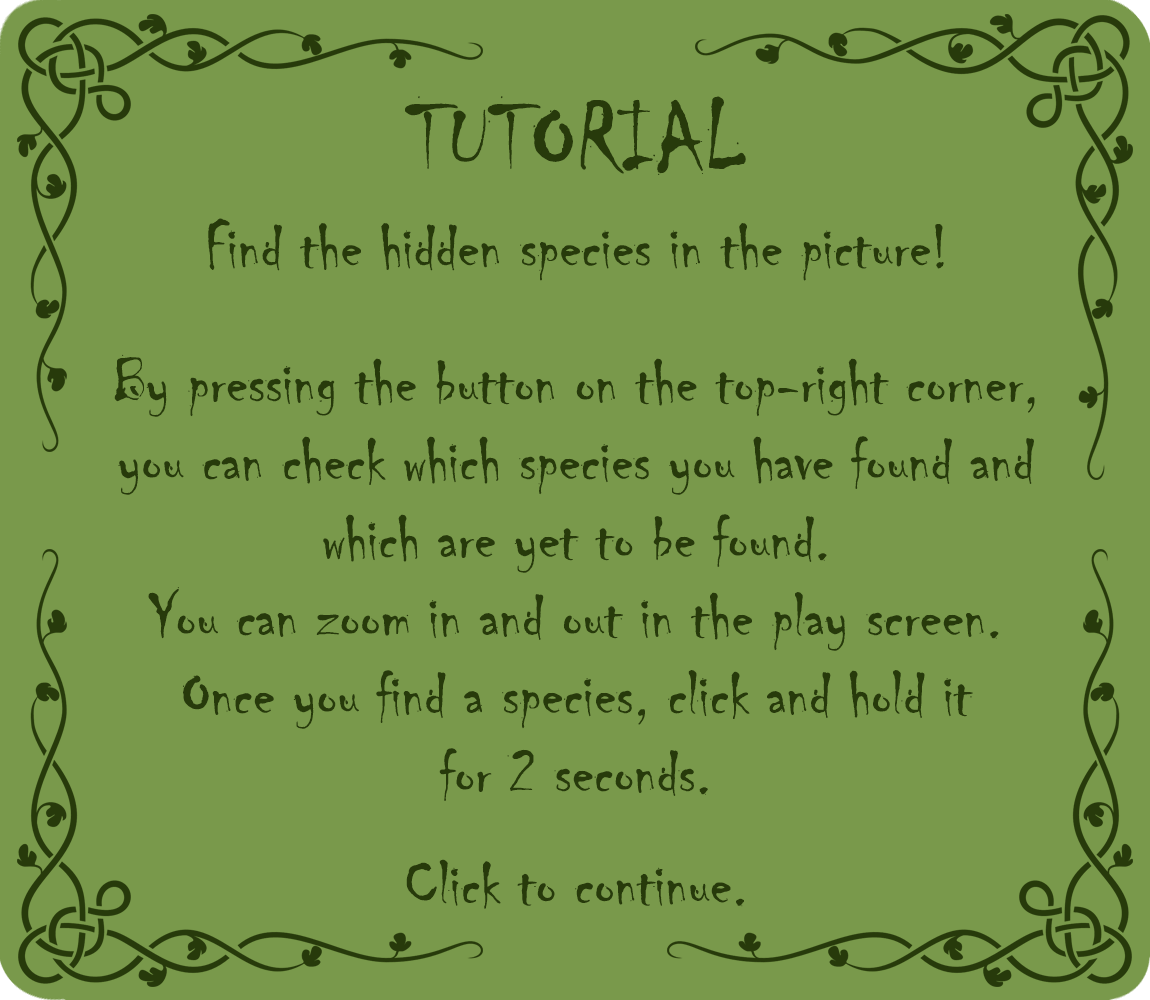 TUTORIAL
Find the hidden species in the picture!
By pressing the button on the top-right corner,
you can check which species you have found and
which are yet to be found.
You can zoom in and out in the play screen.
Once you find a species, click and hold it
for 2 seconds.
Click to continue.